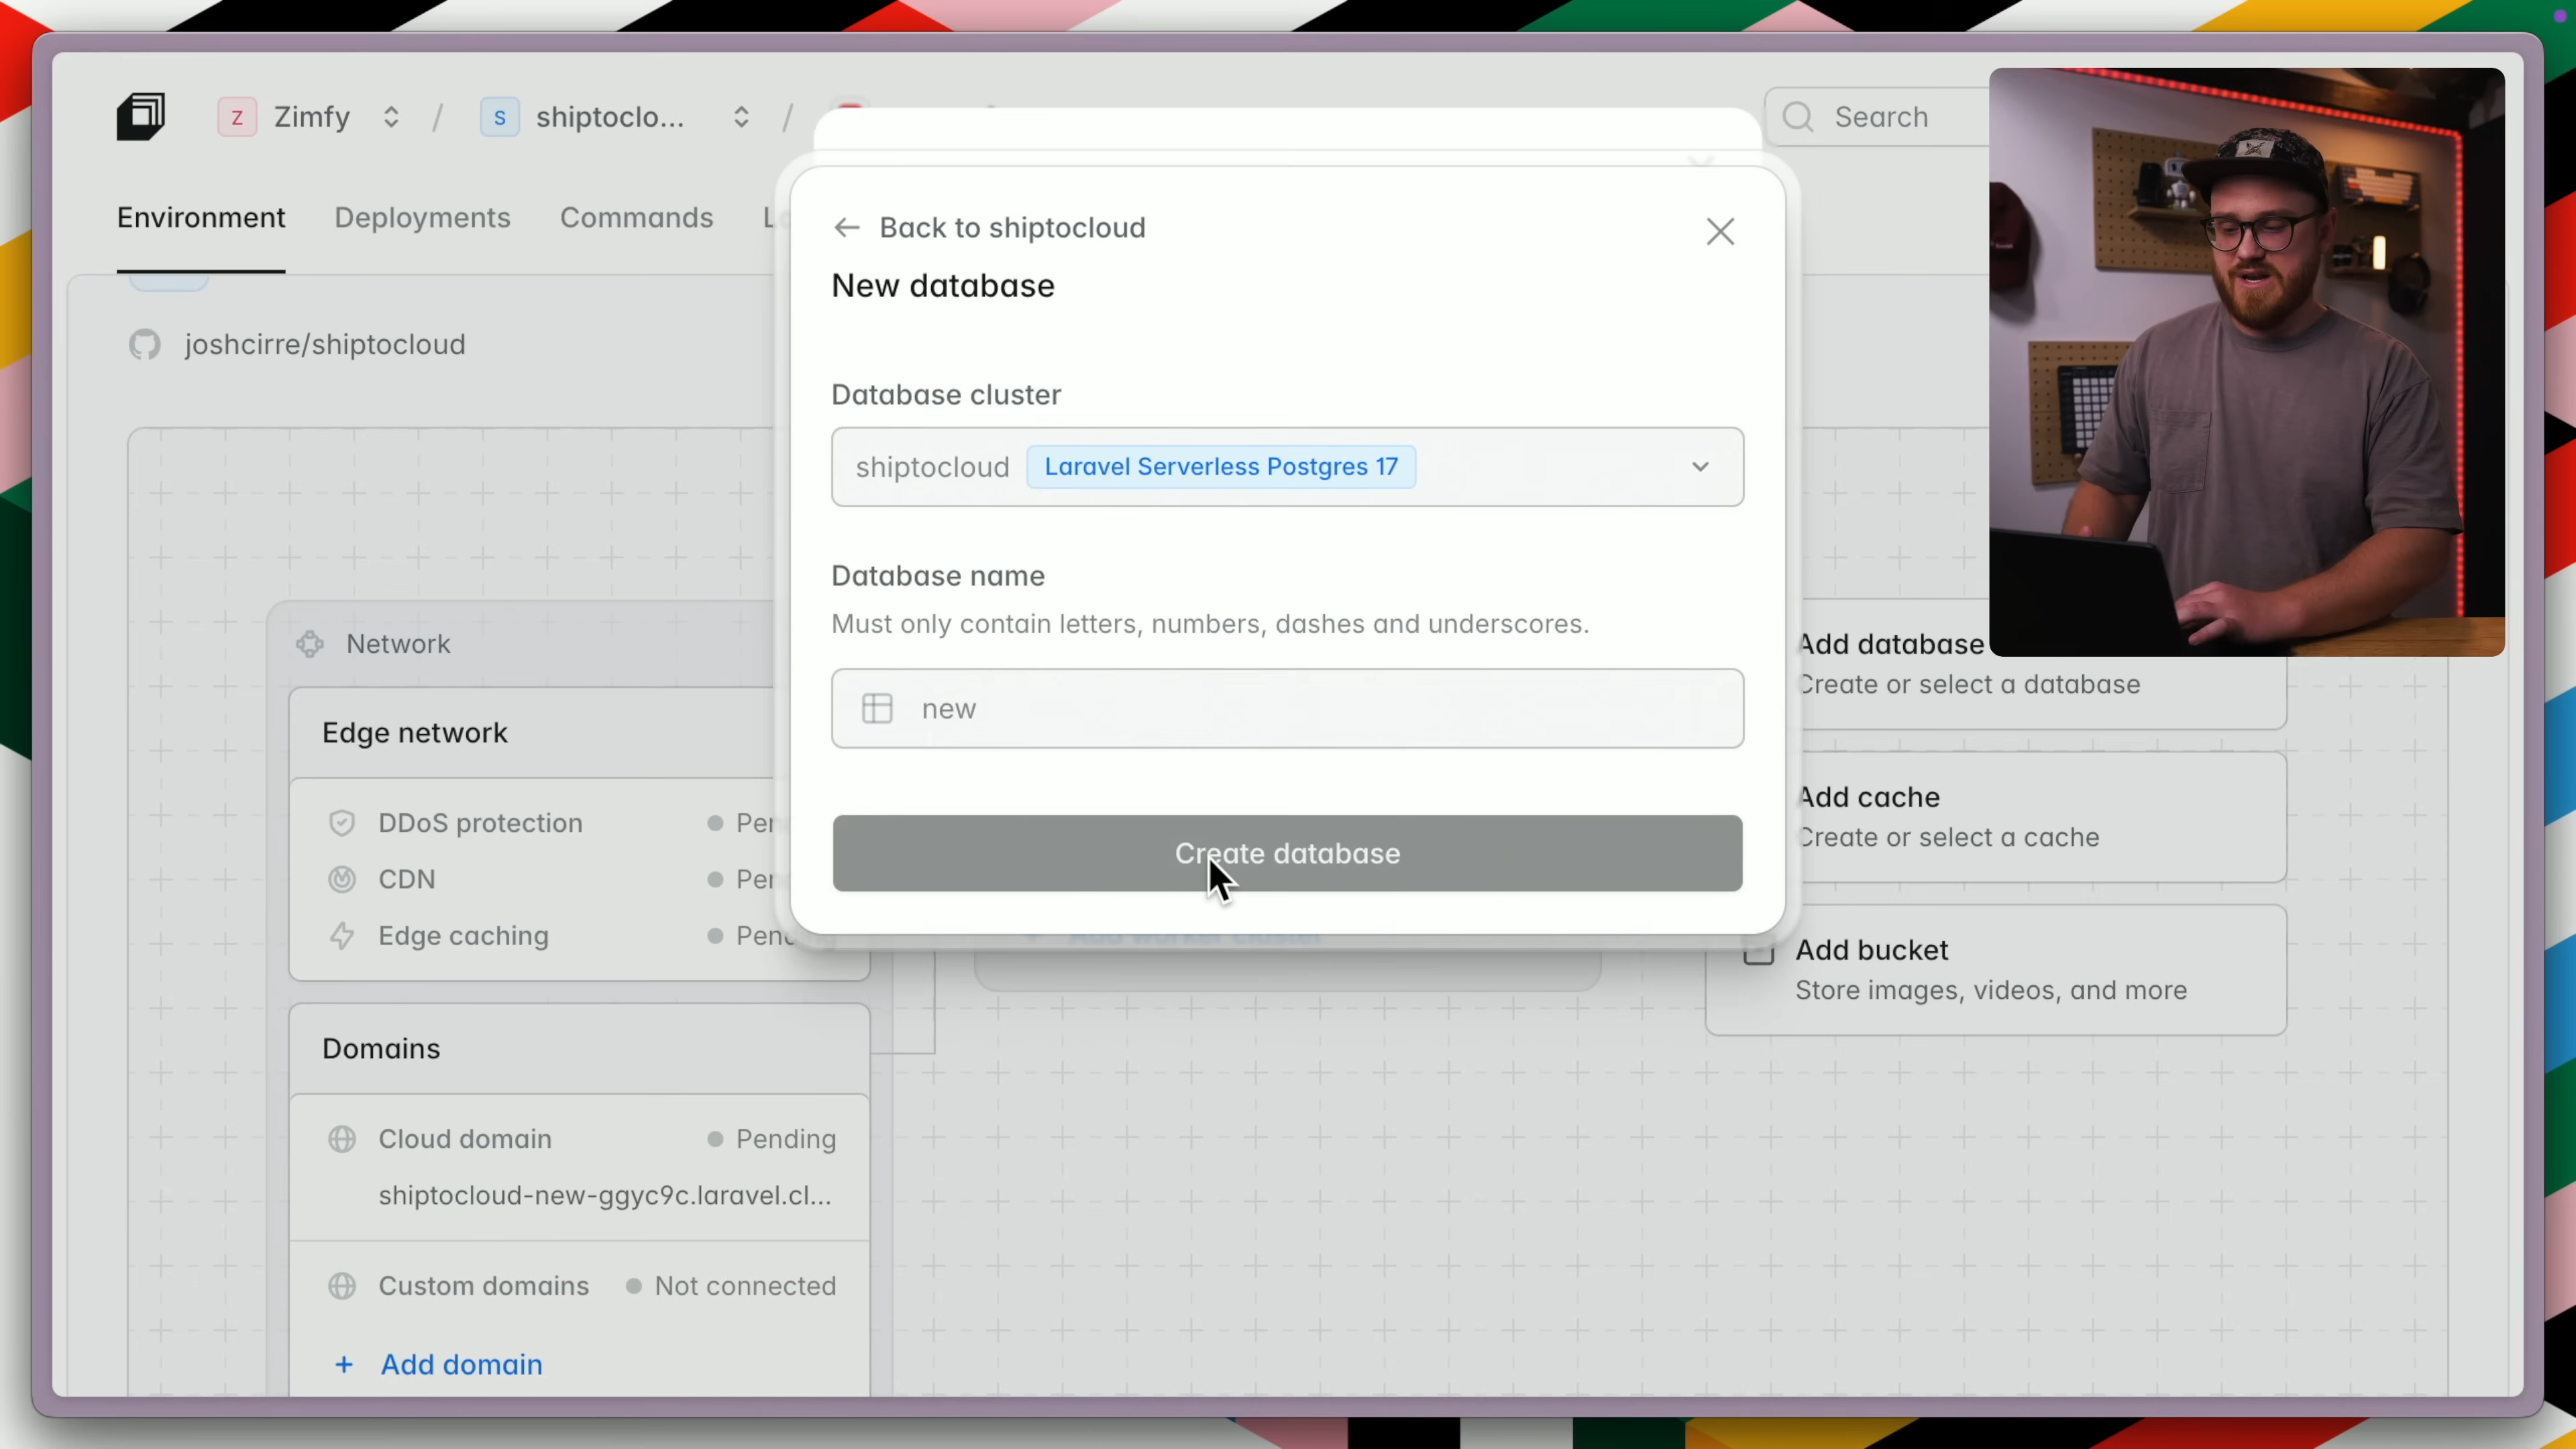 Z Zimfy / S shiptoclo... /
Search
Environment Deployments Commands
joshcirre/shiptocloud
Back to shiptocloud
New database
Database cluster
shiptocloud Laravel Serverless Postgres 17
Database name
Must only contain letters, numbers, dashes and underscores.
new
Create database
Network
Edge network
DDoS protection
CDN
Edge caching
Domains
Cloud domain Pending
shiptocloud-new-ggyc9c.laravel.cl...
Custom domains Not connected
+ Add domain
Add worker cluster
Add database
Create or select a database
Add cache
Create or select a cache
Add bucket
Store images, videos, and more